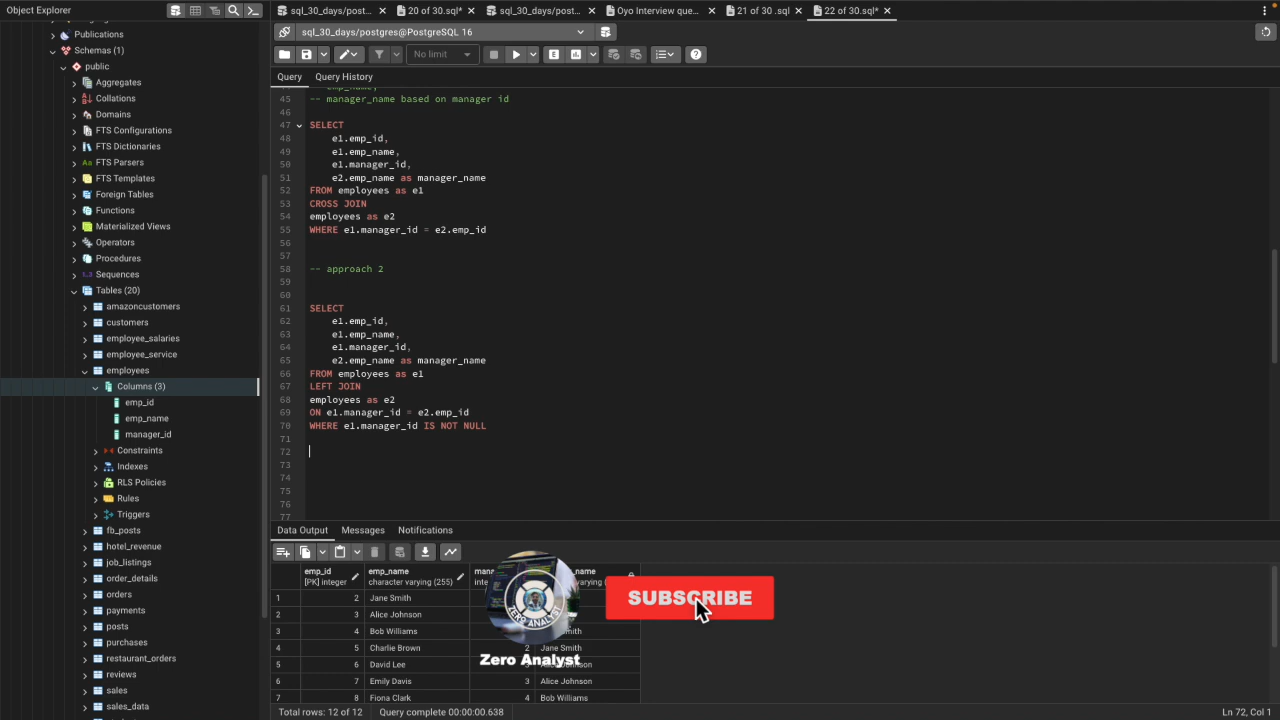 Object Explorer
sql_30_days/post...
20 of 30.sql*
sql_30_days/post...
Oyo Interview que...
21 of 30 .sql
22 of 30.sql*
Publications
Schemas (1)
public
Aggregates
Collations
Domains
FTS Configurations
FTS Dictionaries
FTS Parsers
FTS Templates
Foreign Tables
Functions
Materialized Views
Operators
Procedures
Sequences
Tables (20)
amazoncustomers
customers
employee_salaries
employee_service
employees
Columns (3)
emp_id
emp_name
manager_id
Constraints
Indexes
RLS Policies
Rules
Triggers
fb_posts
hotel_revenue
job_listings
order_details
orders
payments
posts
purchases
restaurant_orders
reviews
sales
sales_data
sql_30_days/postgres@PostgreSQL 16
No limit
Query
Query History
-- emp_name,
45 -- manager_name based on manager id
46
47 SELECT
48 e1.emp_id,
49 e1.emp_name,
50 e1.manager_id,
51 e2.emp_name as manager_name
52 FROM employees as e1
53 CROSS JOIN
54 employees as e2
55 WHERE e1.manager_id = e2.emp_id
56
57
58 -- approach 2
59
60
61 SELECT
62 e1.emp_id,
63 e1.emp_name,
64 e1.manager_id,
65 e2.emp_name as manager_name
66 FROM employees as e1
67 LEFT JOIN
68 employees as e2
69 ON e1.manager_id = e2.emp_id
70 WHERE e1.manager_id IS NOT NULL
71
72
73
74
75
76
77
Data Output
Messages
Notifications
emp_id
[PK] integer
emp_name
character varying (255)
1 2 Jane Smith
2 3 Alice Johnson
3 4 Bob Williams
4 5 Charlie Brown 2 Jane Smith
5 6 David Lee
6 7 Emily Davis 3 Alice Johnson
7 8 Fiona Clark 4 Bob Williams
ZERO ANALYST
Zero Analyst
SUBSCRIBE
Total rows: 12 of 12
Query complete 00:00:00.638
Ln 72, Col 1